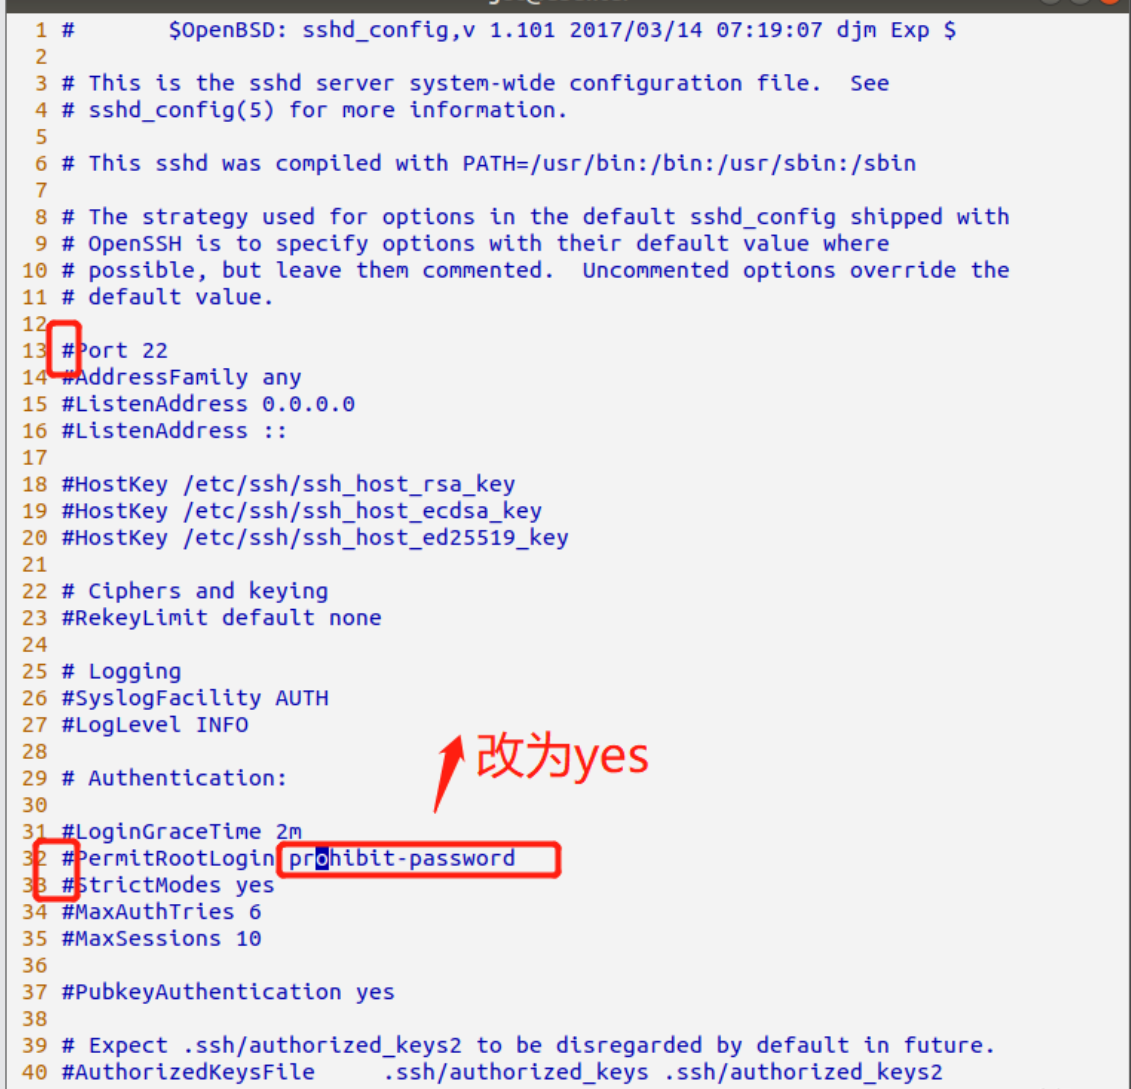 1 #       $OpenBSD: sshd_config,v 1.101 2017/03/14 07:19:07 djm Exp $
2
3 # This is the sshd server system-wide configuration file.  See
4 # sshd_config(5) for more information.
5
6 # This sshd was compiled with PATH=/usr/bin:/bin:/usr/sbin:/sbin
7
8 # The strategy used for options in the default sshd_config shipped with
9 # OpenSSH is to specify options with their default value where
10 # possible, but leave them commented.  Uncommented options override the
11 # default value.
12
13 #Port 22
14 #AddressFamily any
15 #ListenAddress 0.0.0.0
16 #ListenAddress ::
17
18 #HostKey /etc/ssh/ssh_host_rsa_key
19 #HostKey /etc/ssh/ssh_host_ecdsa_key
20 #HostKey /etc/ssh/ssh_host_ed25519_key
21
22 # Ciphers and keying
23 #RekeyLimit default none
24
25 # Logging
26 #SyslogFacility AUTH
27 #LogLevel INFO
28
改为yes
29 # Authentication:
30
31 #LoginGraceTime 2m
32 #PermitRootLogin prohibit-password
33 #StrictModes yes
34 #MaxAuthTries 6
35 #MaxSessions 10
36
37 #PubkeyAuthentication yes
38
39 # Expect .ssh/authorized_keys2 to be disregarded by default in future.
40 #AuthorizedKeysFile     .ssh/authorized_keys .ssh/authorized_keys2